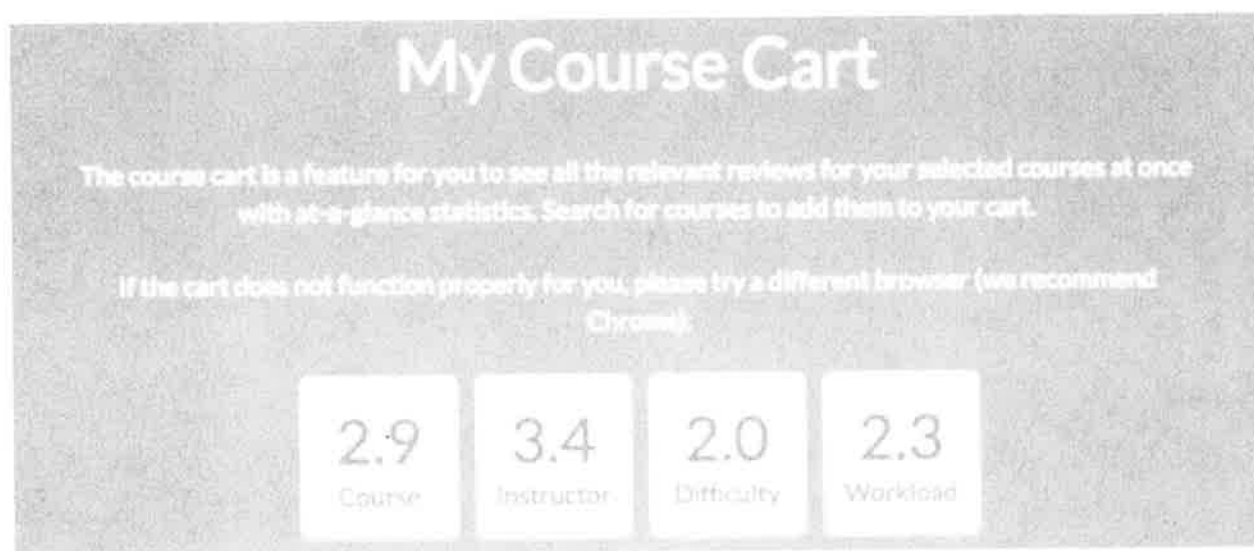 My Course Cart
The course cart is a feature for you to see all the relevant reviews for your selected courses at once
with at-a-glance statistics. Search for courses to add them to your cart.
If the cart does not function properly for you, please try a different browser (we recommend
Chrome).
2.9 3.4 2.0 2.3
Course Instructor Difficulty Workload